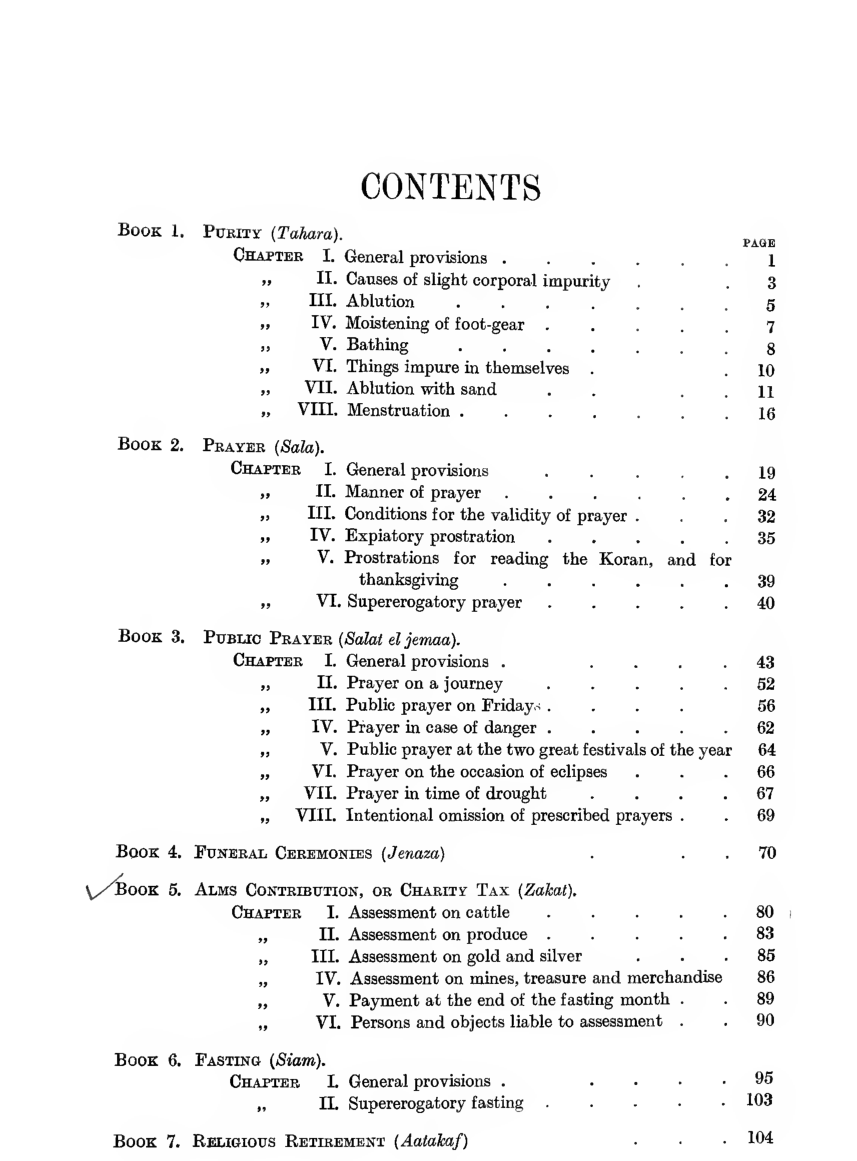 CONTENTS
BOOK 1. PURITY (Tahara).
PAGE
CHAPTER I. General provisions . . . . . . 1
„ II. Causes of slight corporal impurity . . 3
„ III. Ablution . . . . . . . 5
„ IV. Moistening of foot-gear . . . . . 7
„ V. Bathing . . . . . . . 8
„ VI. Things impure in themselves . . 10
„ VII. Ablution with sand . . . . 11
„ VIII. Menstruation . . . . . . . 16
BOOK 2. PRAYER (Sala).
CHAPTER I. General provisions . . . . . 19
„ II. Manner of prayer . . . . . . 24
„ III. Conditions for the validity of prayer . . . 32
„ IV. Expiatory prostration . . . . . 35
„ V. Prostrations for reading the Koran, and for
thanksgiving . . . . . . 39
„ VI. Supererogatory prayer . . . . . 40
BOOK 3. PUBLIC PRAYER (Salat el jemaa).
CHAPTER I. General provisions . . . . . 43
„ II. Prayer on a journey . . . . . 52
„ III. Public prayer on Fridays . . . . 56
„ IV. Prayer in case of danger . . . . . 62
„ V. Public prayer at the two great festivals of the year 64
„ VI. Prayer on the occasion of eclipses . . . 66
„ VII. Prayer in time of drought . . . . 67
„ VIII. Intentional omission of prescribed prayers . . 69
BOOK 4. FUNERAL CEREMONIES (Jenaza) . . . 70
BOOK 5. ALMS CONTRIBUTION, OR CHARITY TAX (Zakat).
CHAPTER I. Assessment on cattle . . . . . 80
„ II. Assessment on produce . . . . . 83
„ III. Assessment on gold and silver . . . 85
„ IV. Assessment on mines, treasure and merchandise 86
„ V. Payment at the end of the fasting month . . 89
„ VI. Persons and objects liable to assessment . . 90
BOOK 6. FASTING (Siam).
CHAPTER I. General provisions . . . . . 95
„ II. Supererogatory fasting . . . . . 103
BOOK 7. RELIGIOUS RETIREMENT (Aatakaf) . . . 104